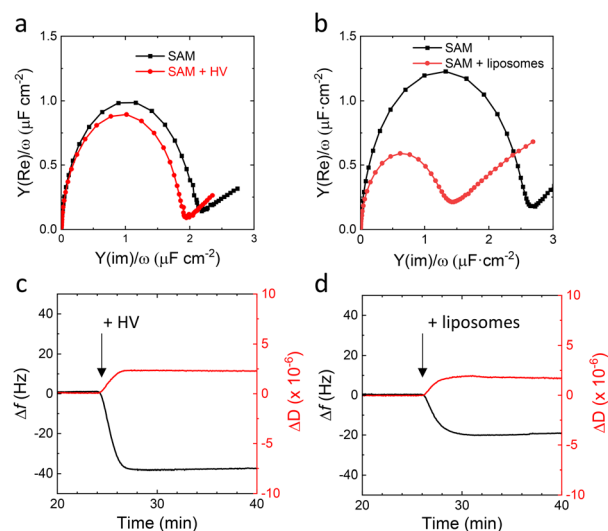 a
SAM
SAM + HV
Y(Re)/ω (μF cm⁻²)
1.5
1.0
0.5
0.0
0 1 2 3
Y(im)/ω (μF cm⁻²)
b
SAM
SAM + liposomes
Y(Re)/ω (μF·cm⁻²)
1.5
1.0
0.5
0.0
0 1 2 3
Y(im)/ω (μF·cm⁻²)
c
+ HV
Δf (Hz)
40
20
0
-20
-40
10
5
0
-5
-10
ΔD (x 10⁻⁶)
20 30 40
Time (min)
d
+ liposomes
Δf (Hz)
40
20
0
-20
-40
10
5
0
-5
-10
ΔD (x 10⁻⁶)
20 30 40
Time (min)